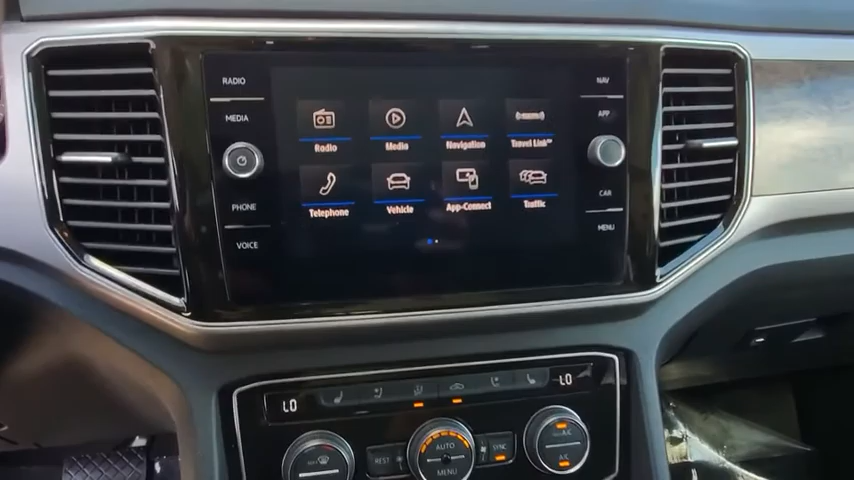 RADIO
MEDIA
PHONE
VOICE
Radio
Media
Navigation
Travel Link
Telephone
Vehicle
App-Connect
Traffic
NAV
APP
CAR
MENU
LO
LO
REST
AUTO
MENU
SYNC
A/C
A/C